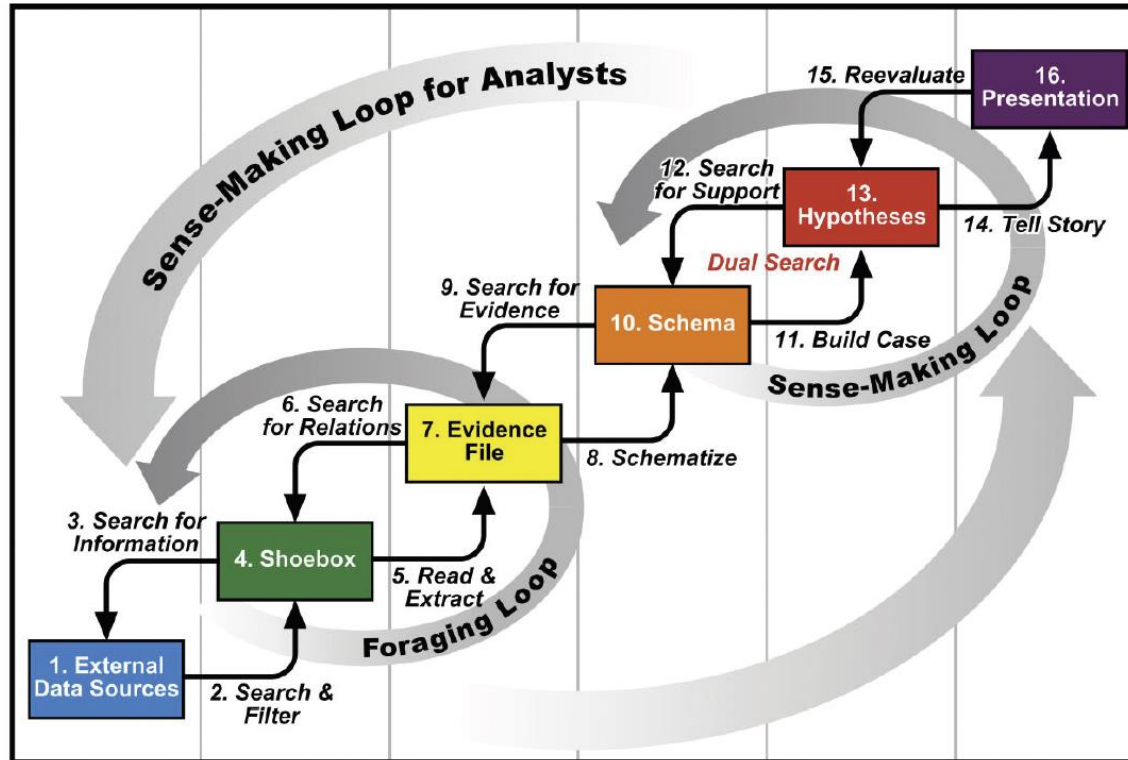 Sense-Making Loop for Analysts
15. Reevaluate
16.
Presentation
12. Search
for Support
13.
Hypotheses
14. Tell Story
Dual Search
9. Search for
Evidence
10. Schema
11. Build Case
Sense-Making Loop
6. Search
for Relations
7. Evidence
File
8. Schematize
3. Search for
Information
4. Shoebox
5. Read &
Extract
Foraging Loop
1. External
Data Sources
2. Search &
Filter